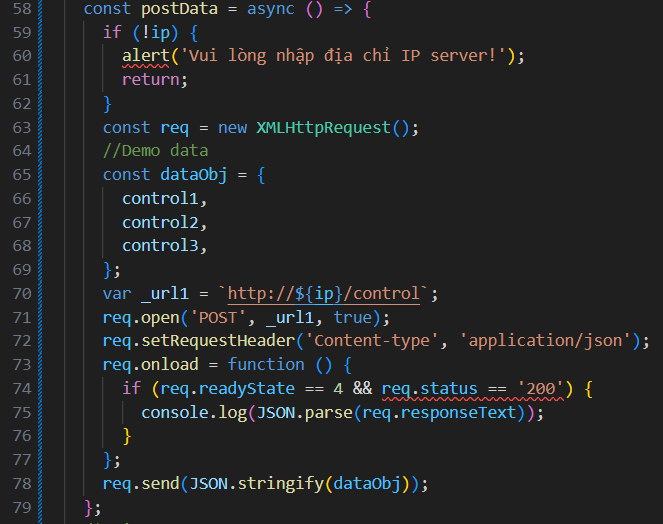 58 const postData = async () => {
59 if (!ip) {
60 alert('Vui lòng nhập địa chỉ IP server!');
61 return;
62 }
63 const req = new XMLHttpRequest();
64 //Demo data
65 const dataObj = {
66 control1,
67 control2,
68 control3,
69 };
70 var _url1 = `http://${ip}/control`;
71 req.open('POST', _url1, true);
72 req.setRequestHeader('Content-type', 'application/json');
73 req.onload = function () {
74 if (req.readyState == 4 && req.status == '200') {
75 console.log(JSON.parse(req.responseText));
76 }
77 };
78 req.send(JSON.stringify(dataObj));
79 };